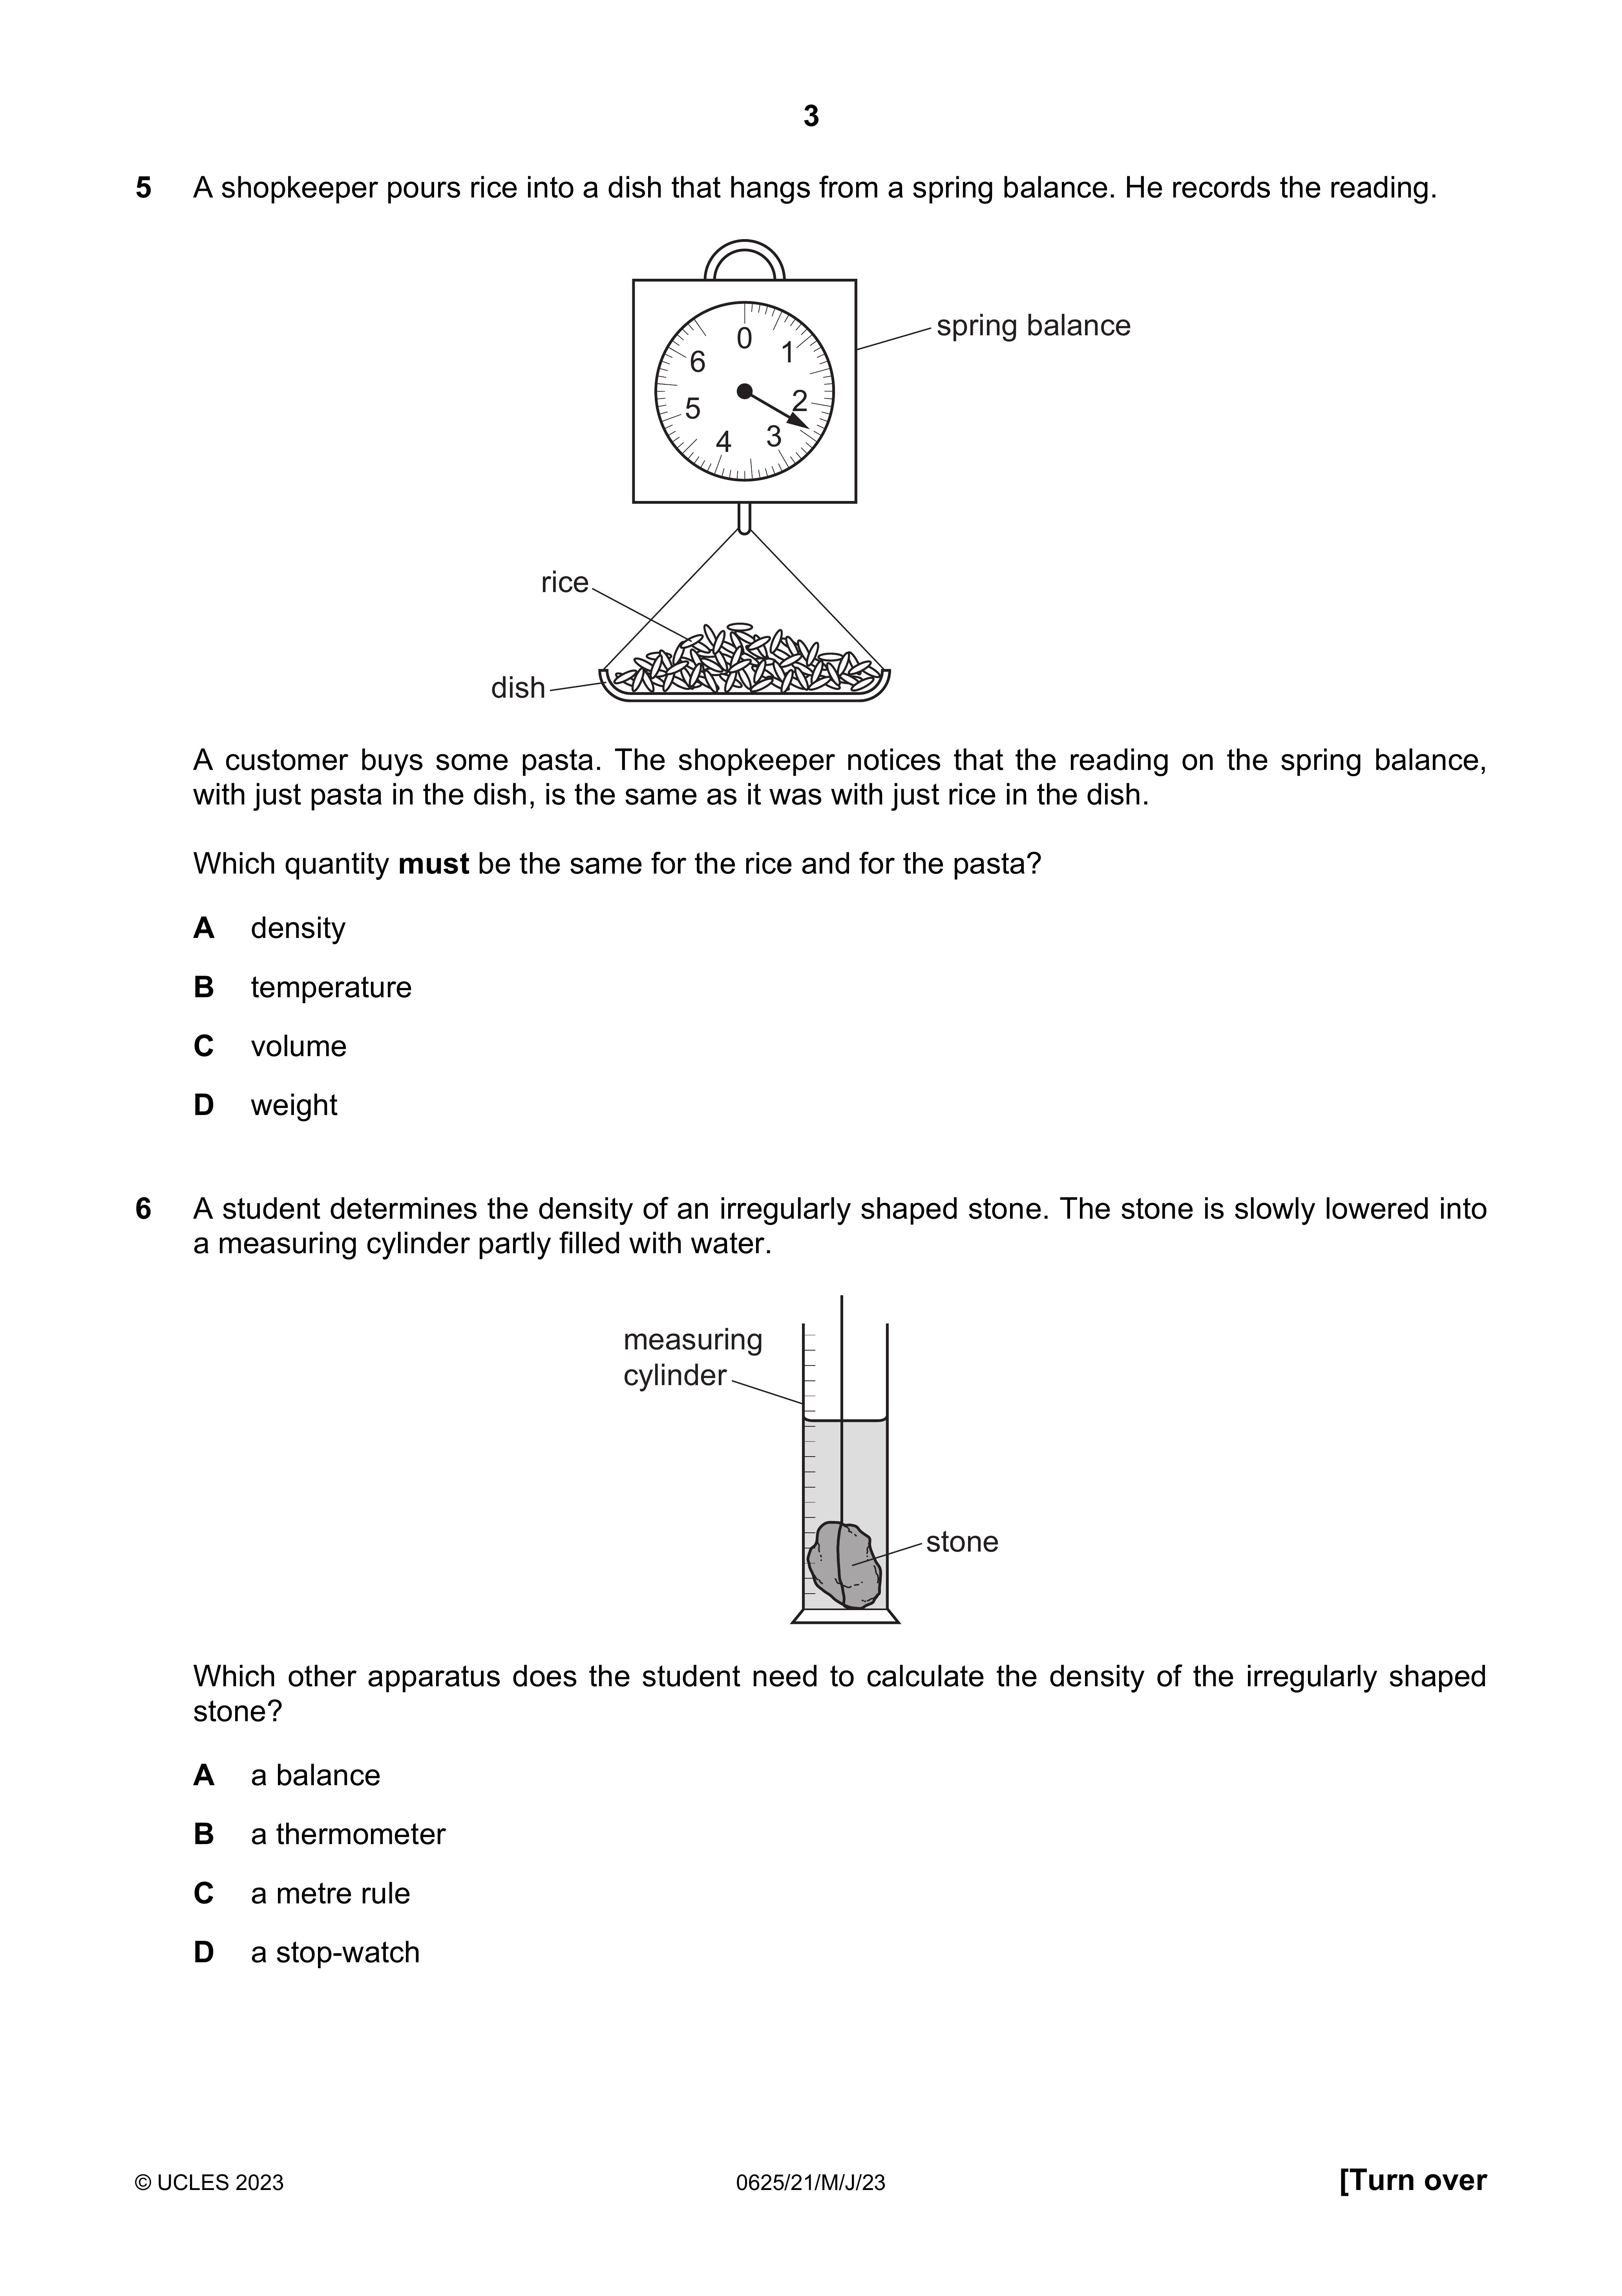 3
5 A shopkeeper pours rice into a dish that hangs from a spring balance. He records the reading.
spring balance
0
1
2
3
4
5
6
rice
dish
A customer buys some pasta. The shopkeeper notices that the reading on the spring balance,
with just pasta in the dish, is the same as it was with just rice in the dish.
Which quantity must be the same for the rice and for the pasta?
A density
B temperature
C volume
D weight
6 A student determines the density of an irregularly shaped stone. The stone is slowly lowered into
a measuring cylinder partly filled with water.
measuring
cylinder
stone
Which other apparatus does the student need to calculate the density of the irregularly shaped
stone?
A a balance
B a thermometer
C a metre rule
D a stop-watch
© UCLES 2023 0625/21/M/J/23 [Turn over